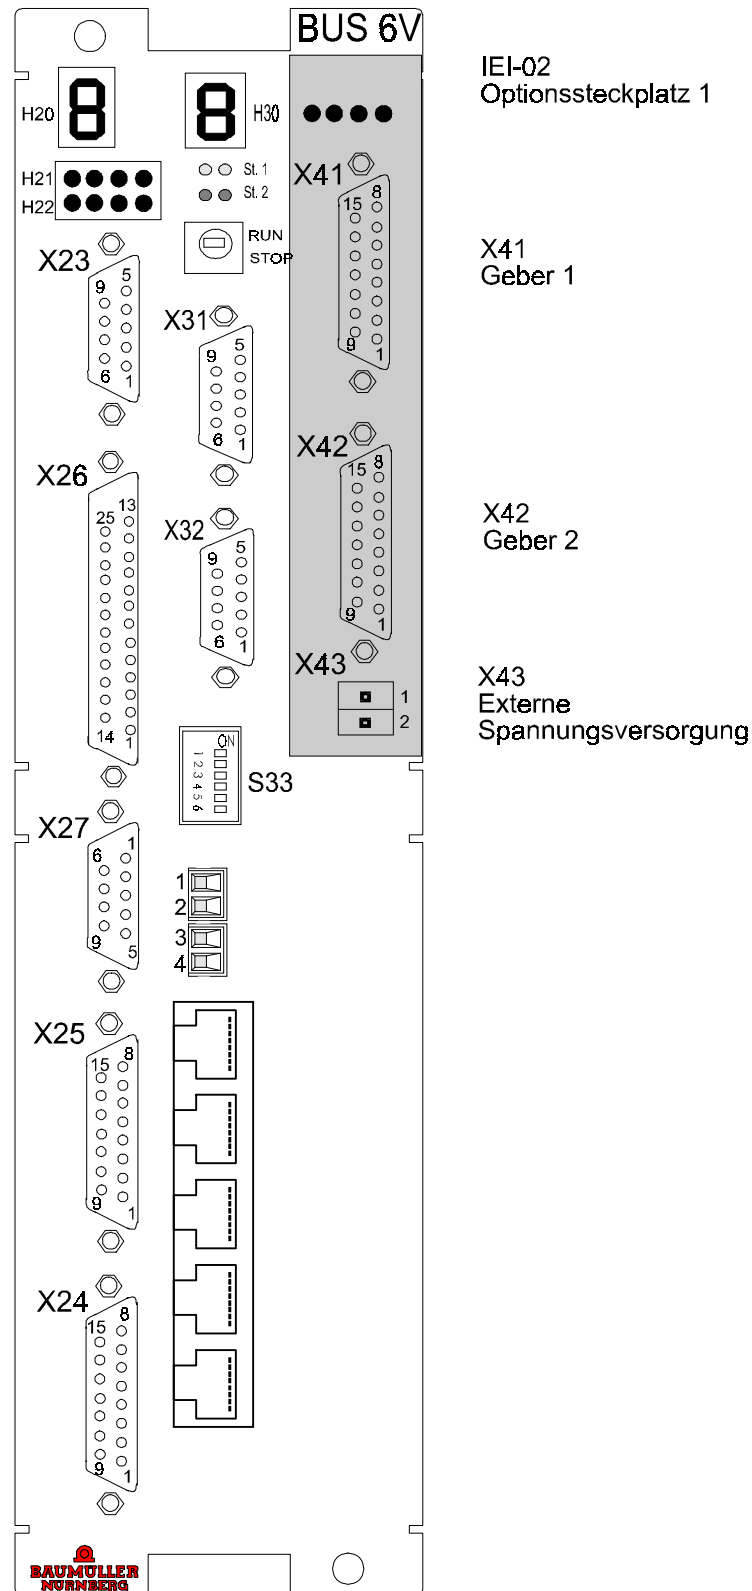 BUS 6V
IEI-02
Optionssteckplatz 1
H20
H30
H21
H22
St. 1
St. 2
RUN
STOP
X41
8
15
9
1
X41
Geber 1
X23
5
9
6
1
X31
5
9
6
1
X42
8
15
9
1
X42
Geber 2
X26
13
25
14
1
X32
5
9
6
1
X43
1
2
X43
Externe
Spannungsversorgung
ON
1 2 3 4 5 6
S33
X27
1
6
9
5
1
2
3
4
X25
8
15
9
1
X24
8
15
9
1
BAUMÜLLER
NÜRNBERG